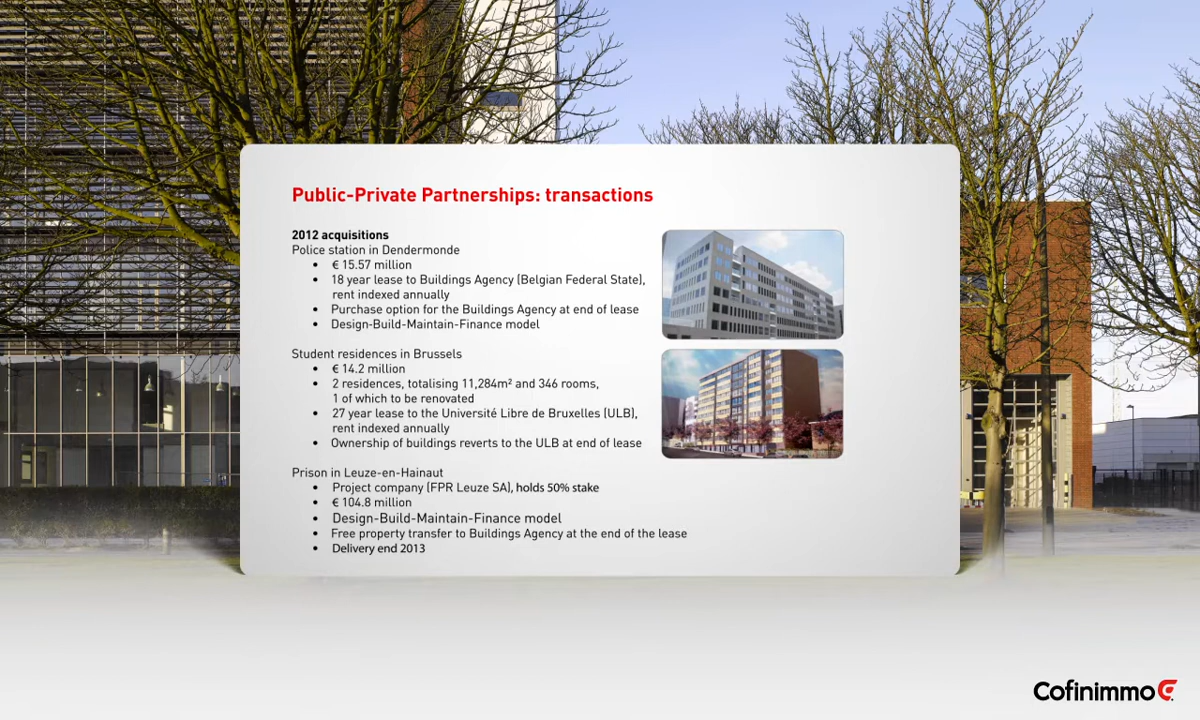 Public-Private Partnerships: transactions
2012 acquisitions
Police station in Dendermonde
• € 15.57 million
• 18 year lease to Buildings Agency (Belgian Federal State),
rent indexed annually
• Purchase option for the Buildings Agency at end of lease
• Design-Build-Maintain-Finance model
Student residences in Brussels
• € 14.2 million
• 2 residences, totalising 11,284m² and 346 rooms,
1 of which to be renovated
• 27 year lease to the Université Libre de Bruxelles (ULB),
rent indexed annually
• Ownership of buildings reverts to the ULB at end of lease
Prison in Leuze-en-Hainaut
• Project company (FPR Leuze SA), holds 50% stake
• € 104.8 million
• Design-Build-Maintain-Finance model
• Free property transfer to Buildings Agency at the end of the lease
• Delivery end 2013
Cofinimmo